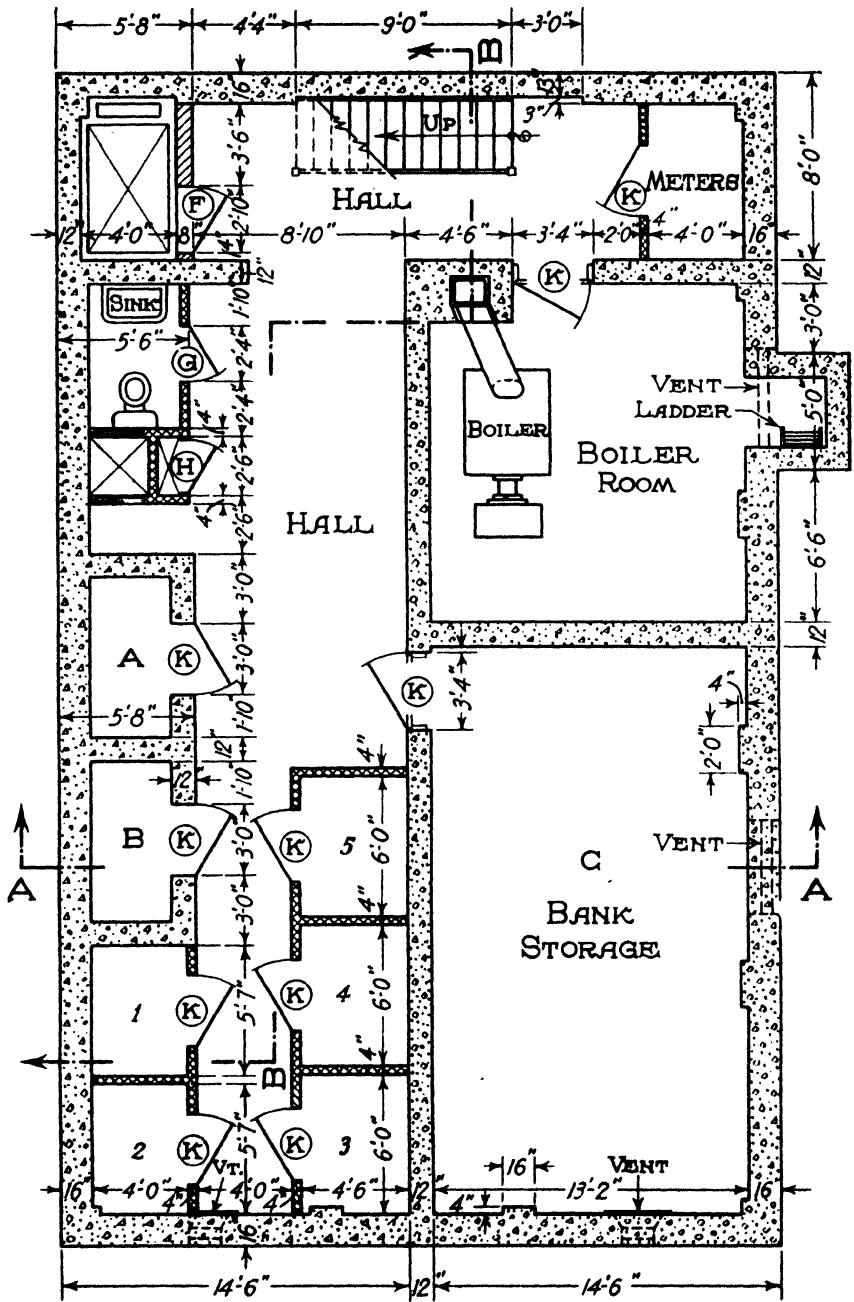 5'-8" 4'-4" 9'-0" 3'-0"
B
16" 5"
UP 3"
3'-6"
F K METERS
HALL
2'-10" 8'-0"
12" 4'-0" 8" 8'-10" 4'-6" 3'-4" 2'-0" 4" 4'-0" 16"
14"
12" K 12"
SINK 1'-10"
3'-0"
5'-6" G 2'-4"
VENT
LADDER 5'-0"
2'-4"
4"
BOILER
H 2'-6" BOILER
ROOM
4" 2'-6" HALL
6'-6"
3'-0"
12"
A K 3'-0"
K 3'-4"
4"
5'-8" 1'-10"
2'-0"
12"
4"
12" 1'-10"
B K 3'-0" K 5 6'-0" VENT
C
A A
4"
3'-0" BANK
STORAGE
1 K 5'-7" K 4 6'-0"
4"
B
2 K 5'-7" K 3 6'-0"
VT. 16" VENT
16" 4'-0" 4'-0" 4'-6" 12" 13'-2" 16"
4" 4" 4"
16
14'-6" 12" 14'-6"